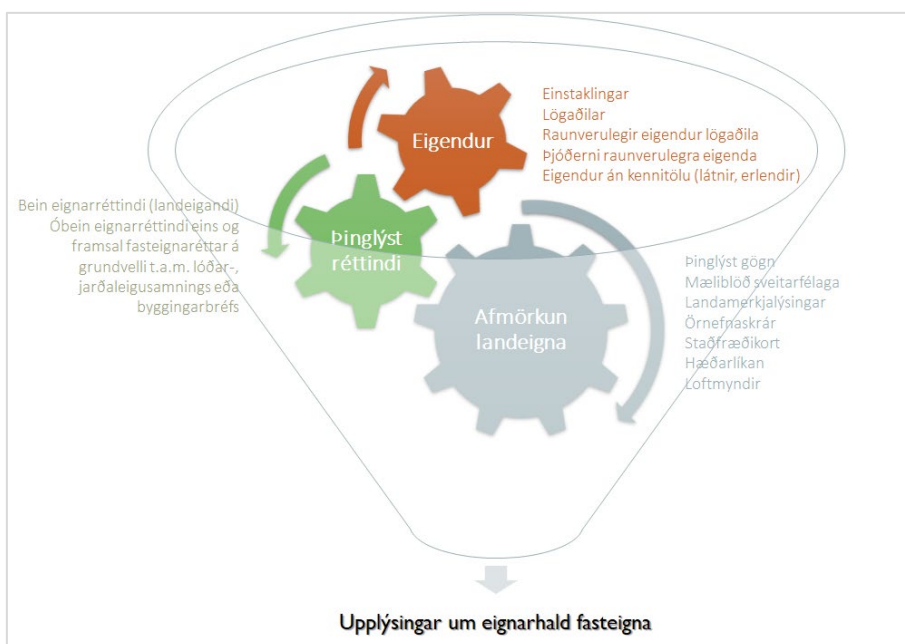 Eigendur
Einstaklingar
Lögaðilar
Raunverulegir eigendur lögaðila
Þjóðerni raunverulegra eigenda
Eigendur án kennitölu (látnir, erlendir)
Þinglýst
réttindi
Bein eignarréttindi (landeigandi)
Óbein eignarréttindi eins og
framsal fasteignaréttar á
grundvelli t.a.m. lóðar-,
jarðaleigusamnings eða
byggingarbréfs
Afmörkun
landeigna
Þinglýst gögn
Mæliblöð sveitarfélaga
Landamerkjalýsingar
Örnefnaskrár
Staðfræðikort
Hæðarlíkan
Loftmyndir
Upplýsingar um eignarhald fasteigna